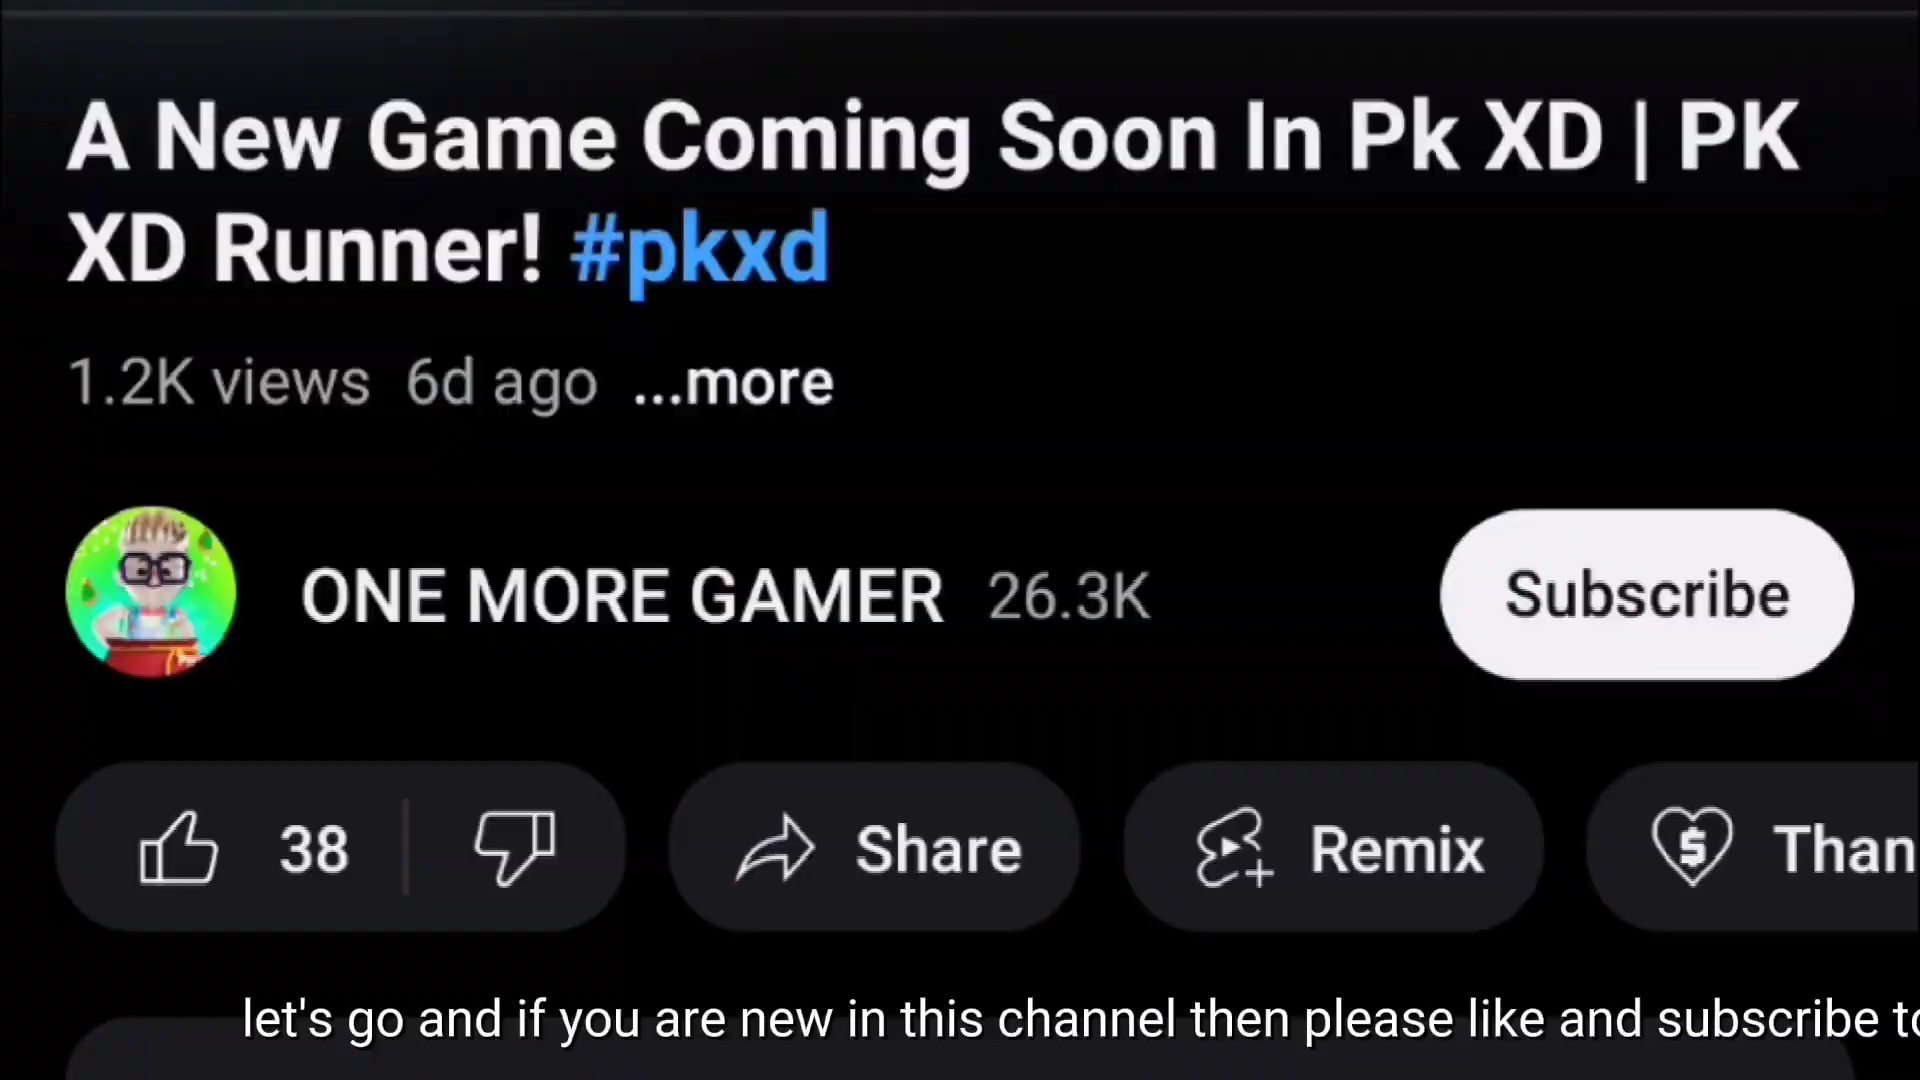 A New Game Coming Soon In Pk XD | PK
XD Runner! #pkxd
1.2K views 6d ago ...more
ONE MORE GAMER 26.3K
Subscribe
38
Share
Remix
Than
let's go and if you are new in this channel then please like and subscribe to